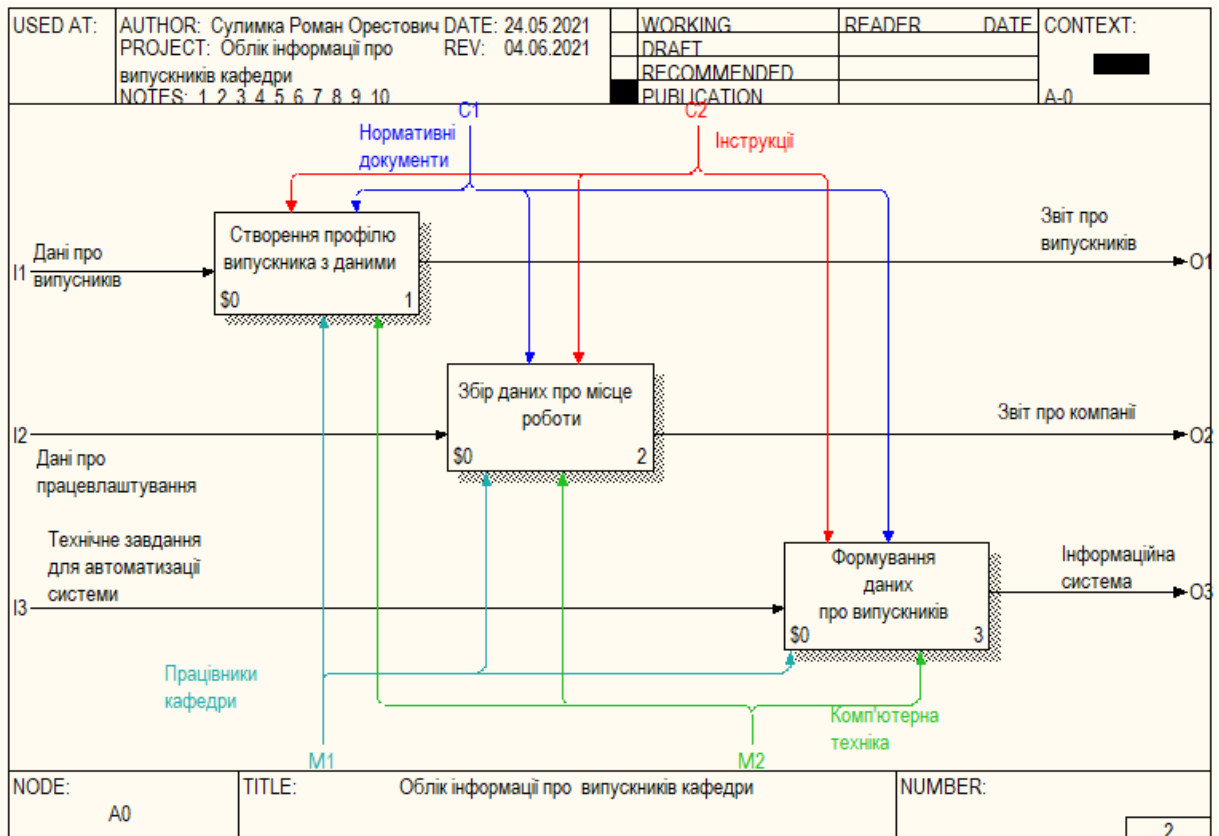 USED AT:
AUTHOR: Сулимка Роман Орестович DATE: 24.05.2021
PROJECT: Облік інформації про REV: 04.06.2021
випускників кафедри
NOTES: 1 2 3 4 5 6 7 8 9 10
WORKING
DRAFT
RECOMMENDED
PUBLICATION
READER DATE
CONTEXT:
A-0
C1
C2
Нормативні
документи
Інструкції
Створення профілю
випускника з даними
$0 1
Дані про
I1
випусників
Звіт про
випускників
O1
Збір даних про місце
роботи
$0 2
I2
Дані про
працевлаштування
Звіт про компанії
O2
Технічне завдання
для автоматизації
системи
I3
Формування
даних
про випускників
$0 3
Інформаційна
система
O3
Працівники
кафедри
M1
Комп'ютерна
техніка
M2
NODE:
A0
TITLE: Облік інформації про випускників кафедри
NUMBER:
2